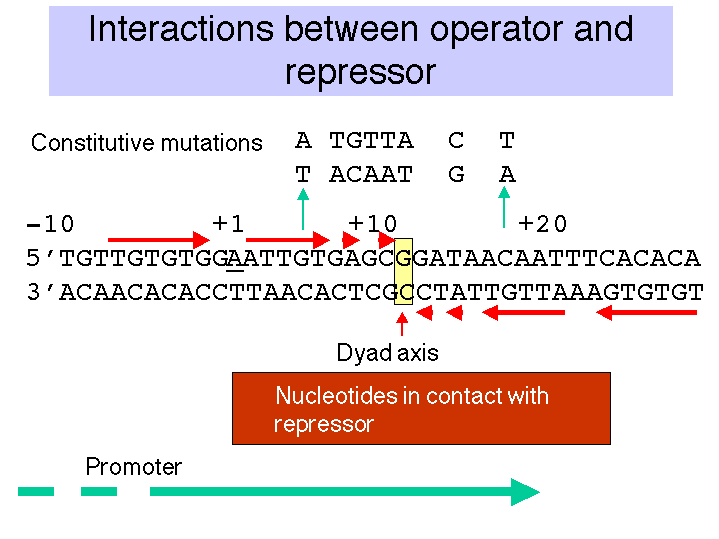 Interactions between operator and
repressor
Constitutive mutations
A TGTTA C T
T ACAAT G A
-10 +1 +10 +20
5’TGTTGTGTGGAATTGTGAGCGGATAACAATTTCACACA
3’ACAACACACCTTAACACTCGCCTATTGTTAAAGTGTGT
Dyad axis
Nucleotides in contact with
repressor
Promoter